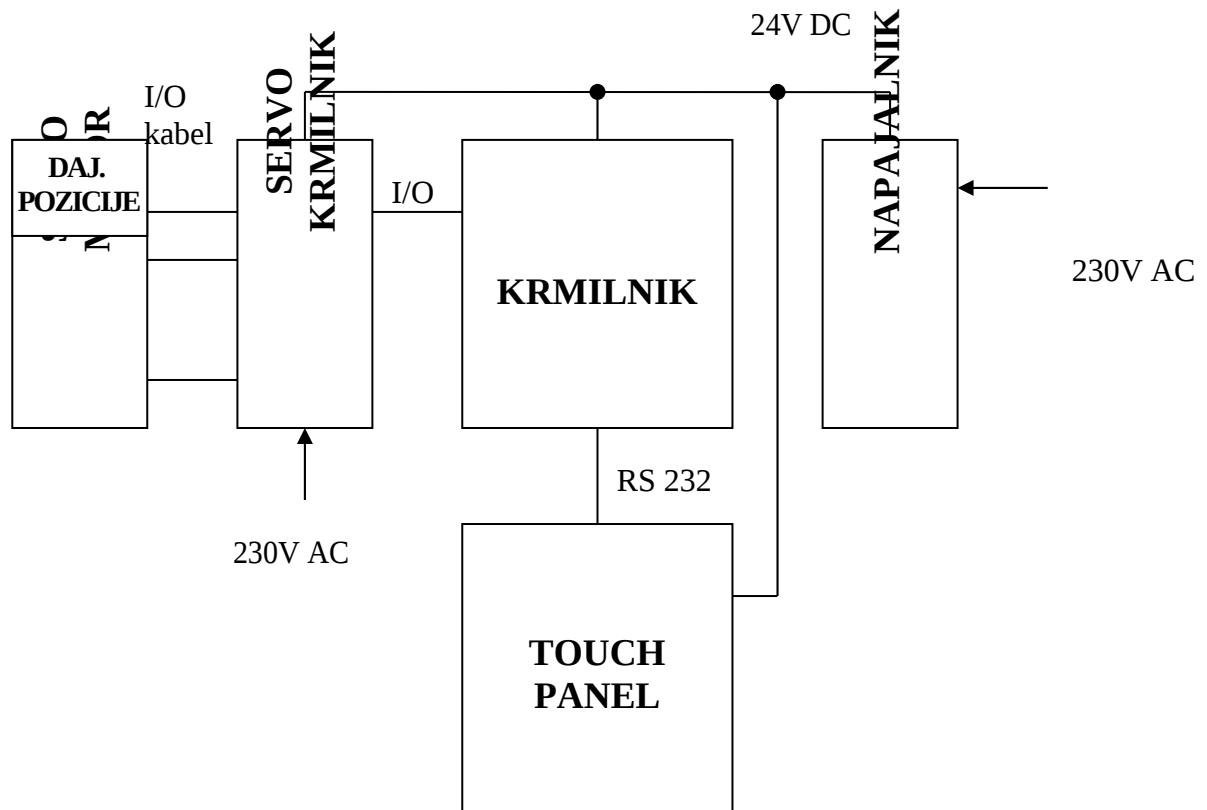 24V DC
I/O
kabel
DAJ.
POZICIJE
SERVO
KRMILNIK
I/O
KRMILNIK
NAPAJALNIK
230V AC
RS 232
230V AC
TOUCH
PANEL